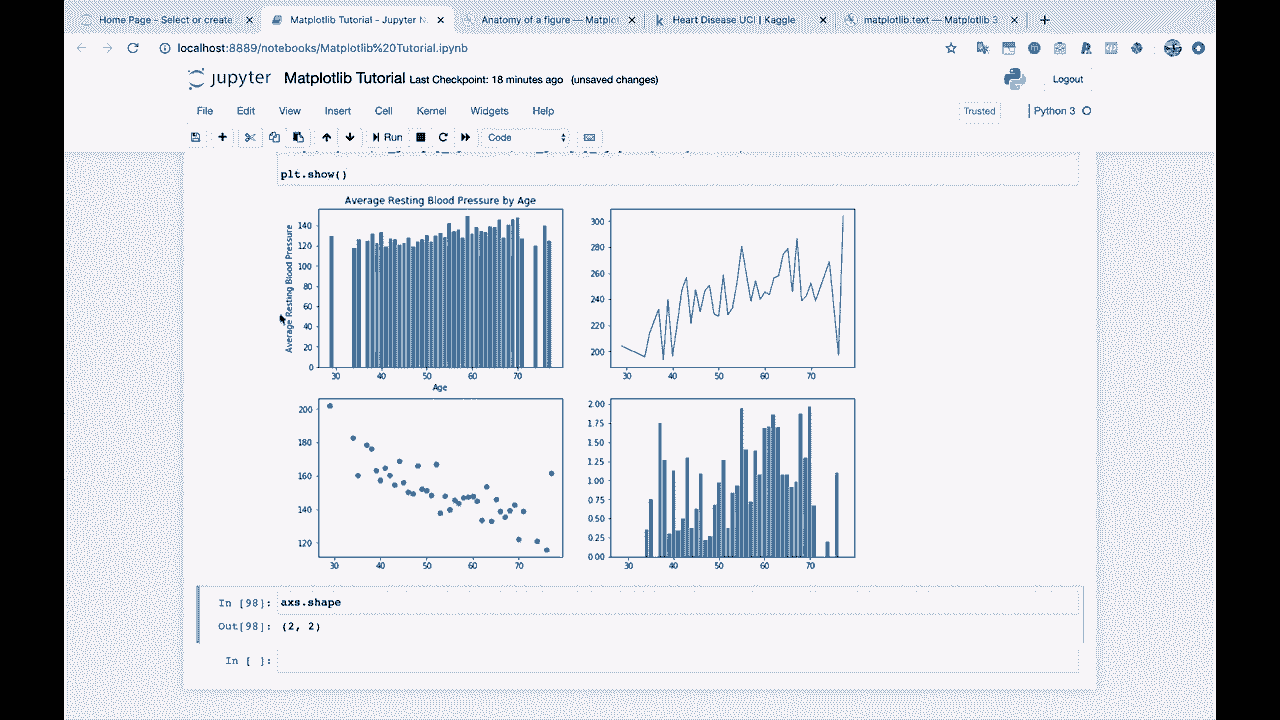 Home Page - Select or create
Matplotlib Tutorial - Jupyter N
Anatomy of a figure — Matplot
Heart Disease UCI | Kaggle
matplotlib.text — Matplotlib 3
localhost:8889/notebooks/Matplotlib%20Tutorial.ipynb
jupyter Matplotlib Tutorial Last Checkpoint: 18 minutes ago (unsaved changes)
Logout
File Edit View Insert Cell Kernel Widgets Help
Trusted
Python 3
Run
Code
plt.show()
Average Resting Blood Pressure by Age
Average Resting Blood Pressure
140
120
100
80
60
40
20
0
30 40 50 60 70
Age
300
280
260
240
220
200
30 40 50 60 70
200
180
160
140
120
30 40 50 60 70
2.00
1.75
1.50
1.25
1.00
0.75
0.50
0.25
0.00
30 40 50 60 70
In [98]: axs.shape
Out[98]: (2, 2)
In [ ]: